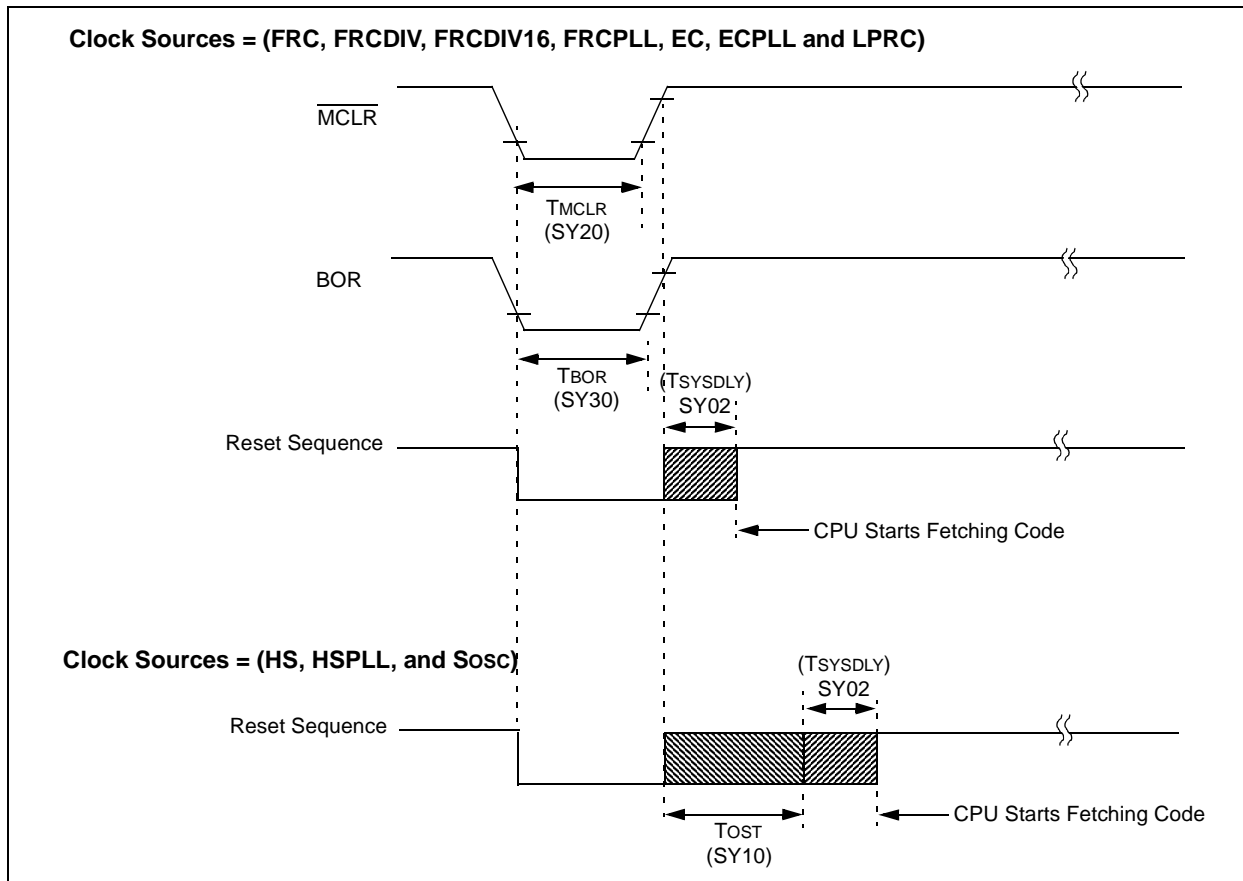 Clock Sources = (FRC, FRCDIV, FRCDIV16, FRCPLL, EC, ECPLL and LPRC)
MCLR
TMCLR
(SY20)
BOR
TBOR
(SY30)
(TSYSDLY)
SY02
Reset Sequence
CPU Starts Fetching Code
Clock Sources = (HS, HSPLL, and SOSC)
(TSYSDLY)
SY02
Reset Sequence
CPU Starts Fetching Code
TOST
(SY10)